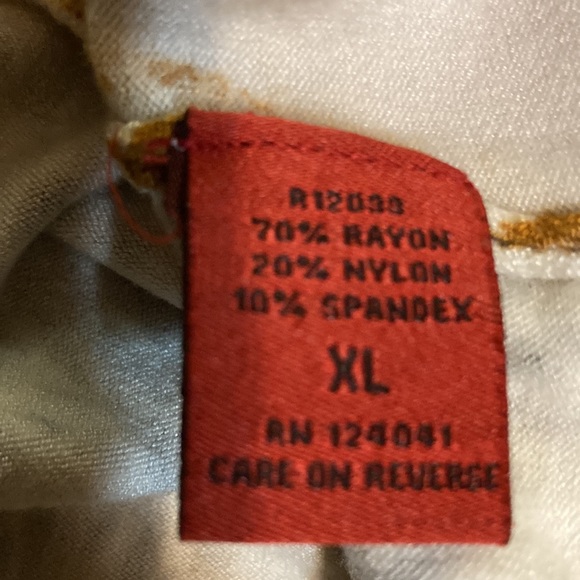 R12038
70% RAYON
20% NYLON
10% SPANDEX
XL
RN 124041
CARE ON REVERSE